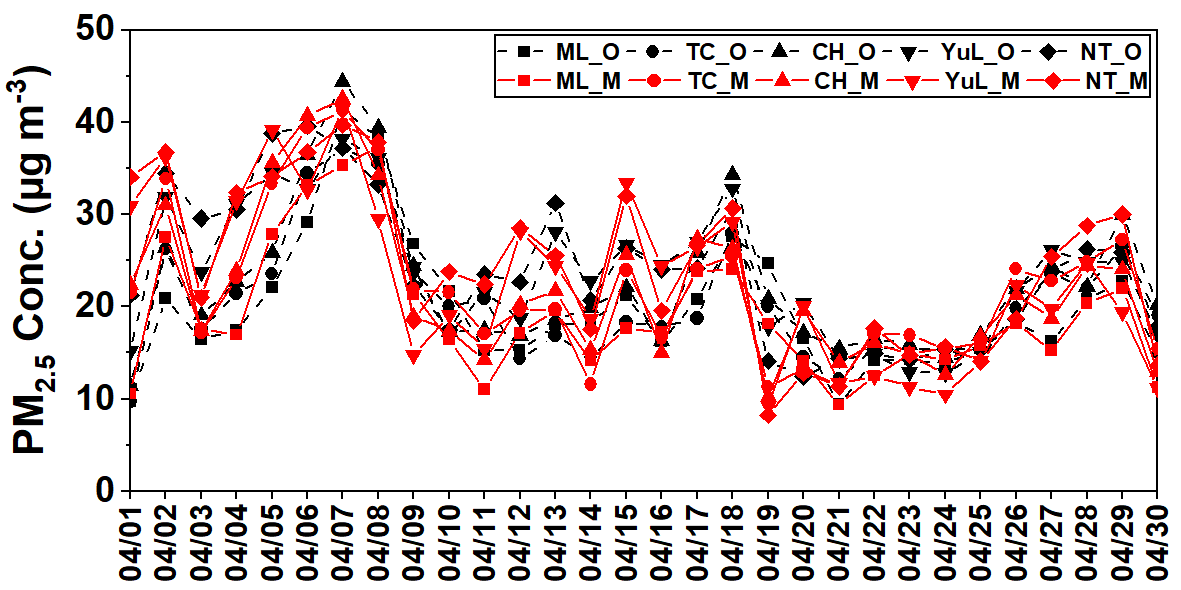 50
40
30
20
10
0
PM2.5 Conc. (μg m-3)
ML_O TC_O CH_O YuL_O NT_O
ML_M TC_M CH_M YuL_M NT_M
04/01 04/02 04/03 04/04 04/05 04/06 04/07 04/08 04/09 04/10 04/11 04/12 04/13 04/14 04/15 04/16 04/17 04/18 04/19 04/20 04/21 04/22 04/23 04/24 04/25 04/26 04/27 04/28 04/29 04/30